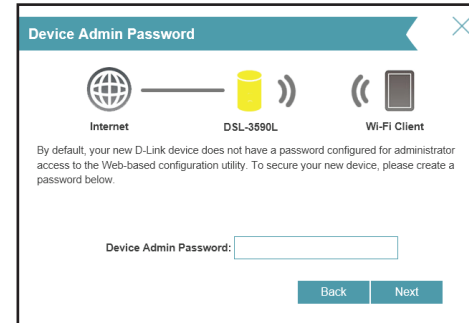 Device Admin Password
Internet DSL-3590L Wi-Fi Client
By default, your new D-Link device does not have a password configured for administrator
access to the Web-based configuration utility. To secure your new device, please create a
password below.
Device Admin Password:
Back Next